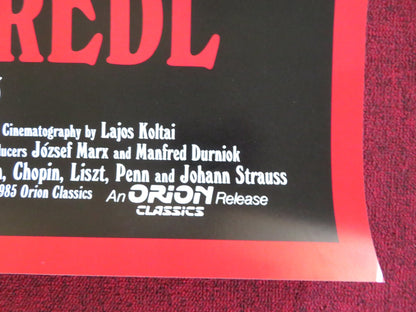 REDL
Cinematography by Lajos Koltai
ucers József Marx and Manfred Durniok
, Chopin, Liszt, Penn and Johann Strauss
985 Orion Classics An ORION CLASSICS Release